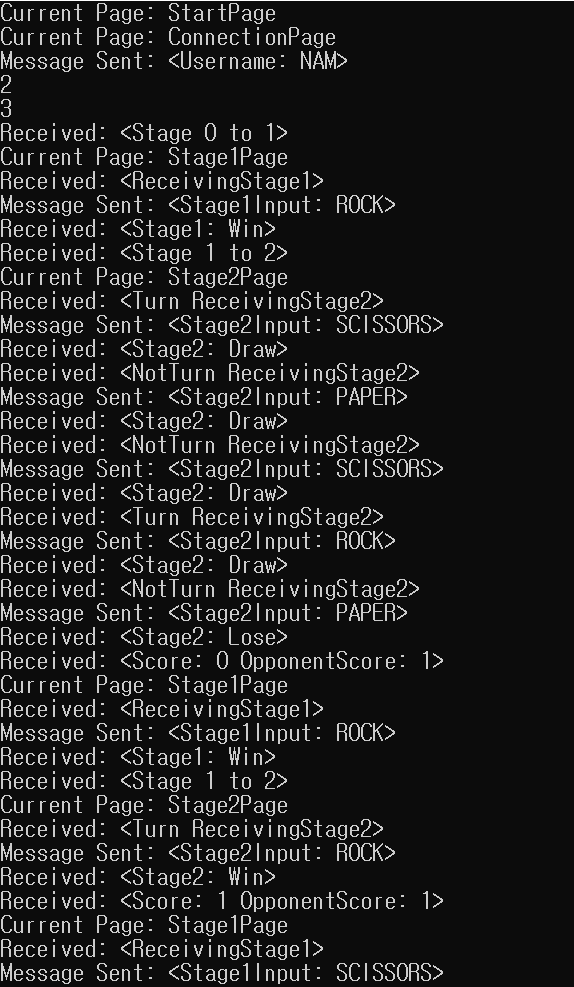 Current Page: StartPage
Current Page: ConnectionPage
Message Sent: <Username: NAM>
2
3
Received: <Stage 0 to 1>
Current Page: Stage1Page
Received: <ReceivingStage1>
Message Sent: <Stage1Input: ROCK>
Received: <Stage1: Win>
Received: <Stage 1 to 2>
Current Page: Stage2Page
Received: <Turn ReceivingStage2>
Message Sent: <Stage2Input: SCISSORS>
Received: <Stage2: Draw>
Received: <NotTurn ReceivingStage2>
Message Sent: <Stage2Input: PAPER>
Received: <Stage2: Draw>
Received: <NotTurn ReceivingStage2>
Message Sent: <Stage2Input: SCISSORS>
Received: <Stage2: Draw>
Received: <Turn ReceivingStage2>
Message Sent: <Stage2Input: ROCK>
Received: <Stage2: Draw>
Received: <NotTurn ReceivingStage2>
Message Sent: <Stage2Input: PAPER>
Received: <Stage2: Lose>
Received: <Score: 0 OpponentScore: 1>
Current Page: Stage1Page
Received: <ReceivingStage1>
Message Sent: <Stage1Input: ROCK>
Received: <Stage1: Win>
Received: <Stage 1 to 2>
Current Page: Stage2Page
Received: <Turn ReceivingStage2>
Message Sent: <Stage2Input: ROCK>
Received: <Stage2: Win>
Received: <Score: 1 OpponentScore: 1>
Current Page: Stage1Page
Received: <ReceivingStage1>
Message Sent: <Stage1Input: SCISSORS>